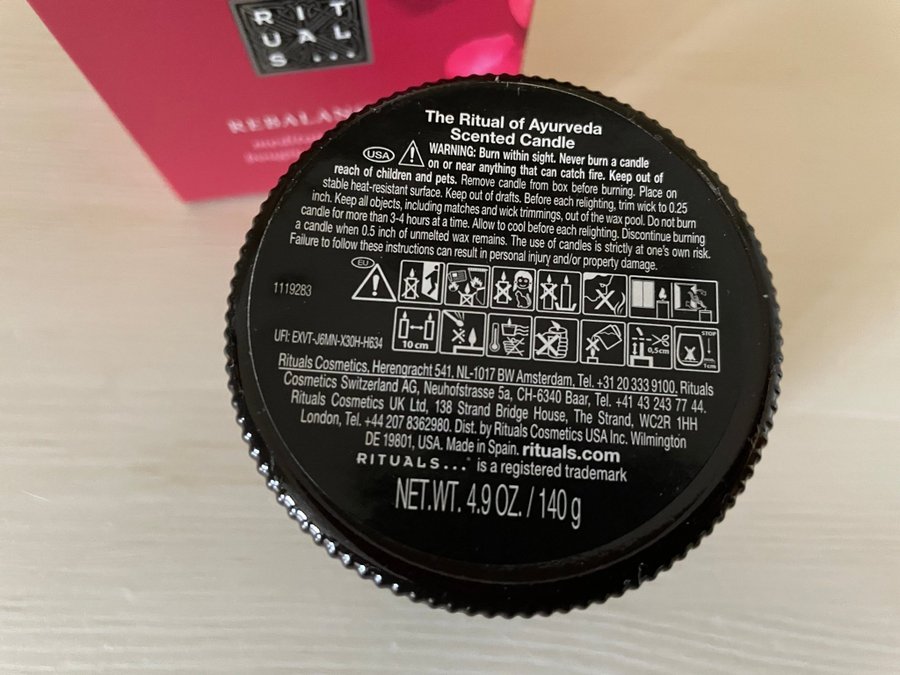 RIT
UAL
S...
REBALAN
The Ritual of Ayurveda
Scented Candle
USA WARNING: Burn within sight. Never burn a candle
on or near anything that can catch fire. Keep out of
reach of children and pets. Remove candle from box before burning. Place on
stable heat-resistant surface. Keep out of drafts. Before each relighting, trim wick to 0.25
inch. Keep all objects, including matches and wick trimmings, out of the wax pool. Do not burn
candle for more than 3-4 hours at a time. Allow to cool before each relighting. Discontinue burning
a candle when 0.5 inch of unmelted wax remains. The use of candles is strictly at one's own risk.
Failure to follow these instructions can result in personal injury and/or property damage.
EU
1119283
10 cm
0,5cm
STOP
1cm
UFI: EXVT-J6MN-X30H-H634
Rituals Cosmetics, Herengracht 541, NL-1017 BW Amsterdam, Tel. +31 20 333 9100. Rituals
Cosmetics Switzerland AG, Neuhofstrasse 5a, CH-6340 Baar, Tel. +41 43 243 77 44.
Rituals Cosmetics UK Ltd, 138 Strand Bridge House, The Strand, WC2R 1HH
London, Tel. +44 207 8362980. Dist. by Rituals Cosmetics USA Inc. Wilmington
DE 19801, USA. Made in Spain. rituals.com
RITUALS...® is a registered trademark
NET.WT. 4.9 OZ. / 140 g